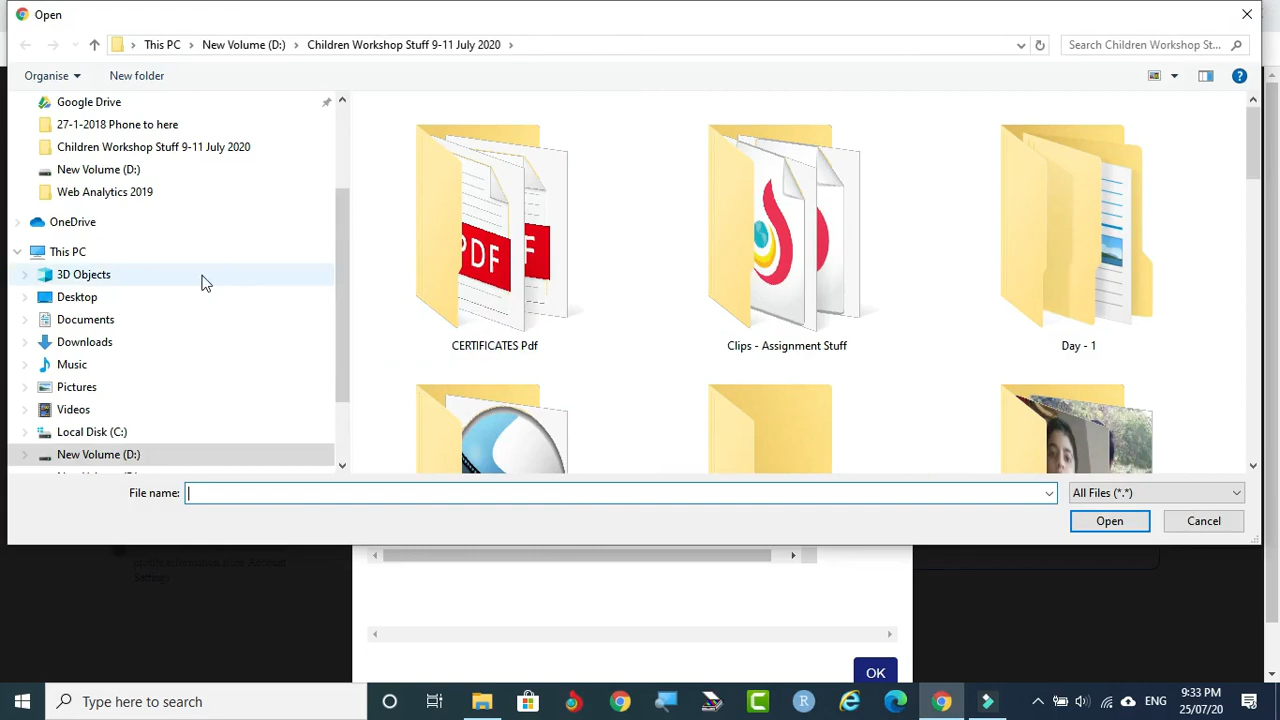 Open
This PC > New Volume (D:) > Children Workshop Stuff 9-11 July 2020 >
Search Children Workshop St...
Organise
New folder
Google Drive
27-1-2018 Phone to here
Children Workshop Stuff 9-11 July 2020
New Volume (D:)
Web Analytics 2019
OneDrive
This PC
3D Objects
Desktop
Documents
Downloads
Music
Pictures
Videos
Local Disk (C:)
New Volume (D:)
PDF
PDF
CERTIFICATES Pdf
Clips - Assignment Stuff
Day - 1
File name:
All Files (*.*)
Open
Cancel
OK
Type here to search
ENG
9:33 PM
25/07/20